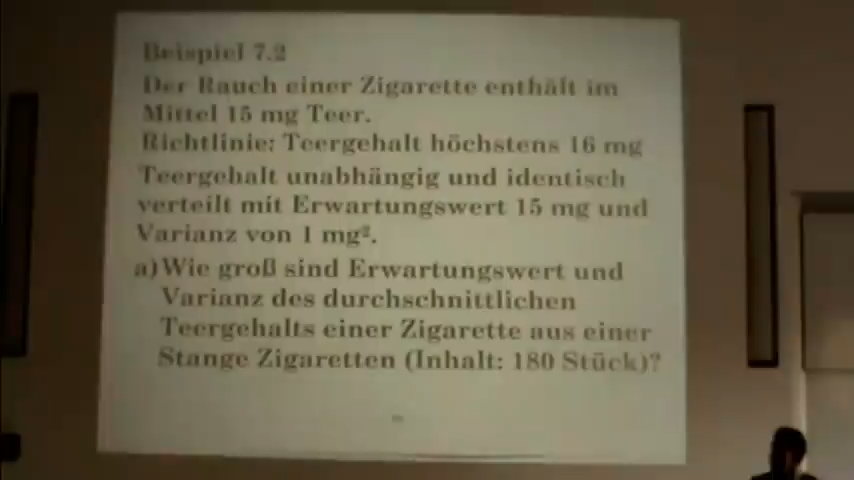 Beispiel 7.2
Der Rauch einer Zigarette enthält im
Mittel 15 mg Teer.
Richtlinie: Teergehalt höchstens 16 mg
Teergehalt unabhängig und identisch
verteilt mit Erwartungswert 15 mg und
Varianz von 1 mg².
a) Wie groß sind Erwartungswert und
Varianz des durchschnittlichen
Teergehalts einer Zigarette aus einer
Stange Zigaretten (Inhalt: 180 Stück)?